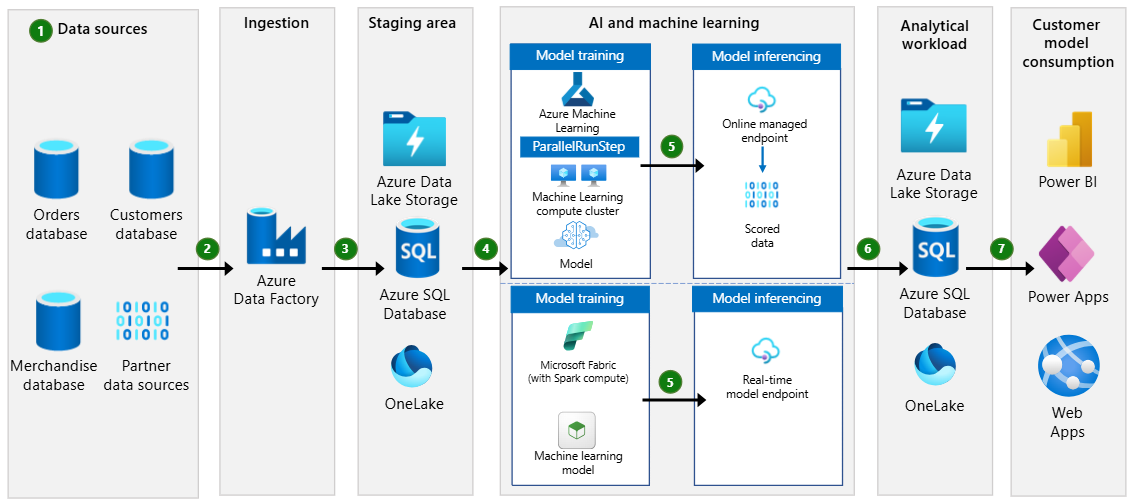 1
Data sources
Orders
database
Customers
database
Merchandise
database
Partner
data sources
2
Ingestion
Azure
Data Factory
3
Staging area
Azure Data
Lake Storage
SQL
Azure SQL
Database
OneLake
4
AI and machine learning
Model training
Azure Machine
Learning
ParallelRunStep
Machine Learning
compute cluster
Model
5
Model inferencing
Online managed
endpoint
Scored
data
Model training
Microsoft Fabric
(with Spark compute)
Machine learning
model
5
Model inferencing
Real-time
model endpoint
6
Analytical
workload
Azure Data
Lake Storage
SQL
Azure SQL
Database
OneLake
7
Customer
model
consumption
Power BI
Power Apps
Web
Apps